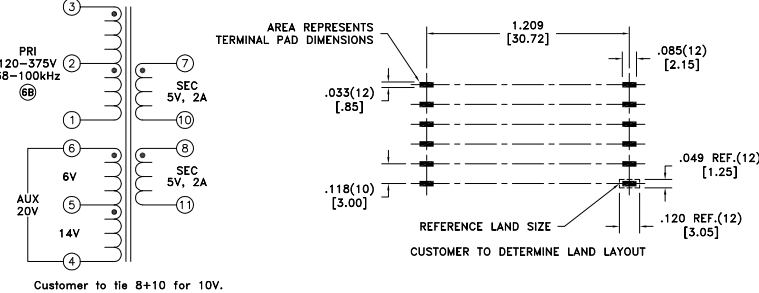 3
PRI
120-375V
68-100kHz
6B
2
1
7
SEC
5V, 2A
10
6
6V
AUX
20V
5
14V
4
8
SEC
5V, 2A
11
Customer to tie 8+10 for 10V.
AREA REPRESENTS
TERMINAL PAD DIMENSIONS
1.209
[30.72]
.085(12)
[2.15]
.033(12)
[.85]
.049 REF.(12)
[1.25]
.118(10)
[3.00]
.120 REF.(12)
[3.05]
REFERENCE LAND SIZE
CUSTOMER TO DETERMINE LAND LAYOUT